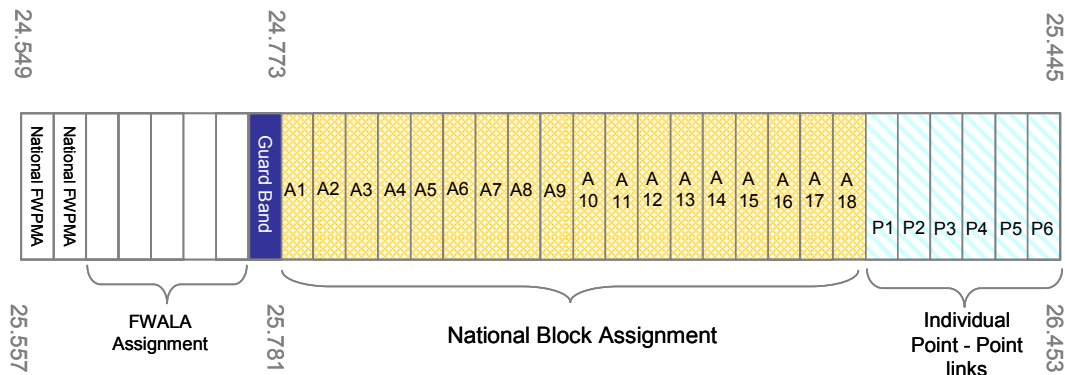 24.549
24.773
25.445
National FWPMA
National FWPMA
Guard Band
A1
A2
A3
A4
A5
A6
A7
A8
A9
A
10
A
11
A
12
A
13
A
14
A
15
A
16
A
17
A
18
P1
P2
P3
P4
P5
P6
25.557
FWALA
Assignment
25.781
National Block Assignment
Individual
Point - Point
links
26.453